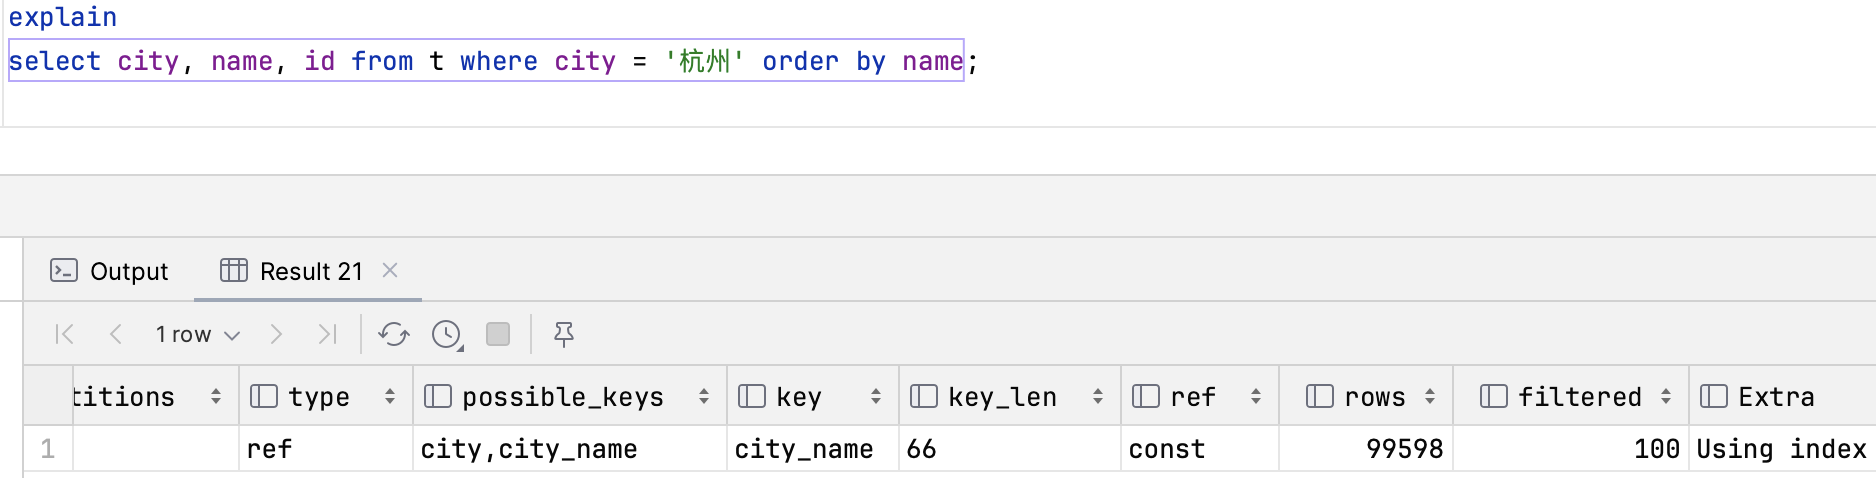 explain
select city, name, id from t where city = '杭州' order by name;
Output Result 21
1 row
titions type possible_keys key key_len ref rows filtered Extra
1 ref city,city_name city_name 66 const 99598 100 Using index